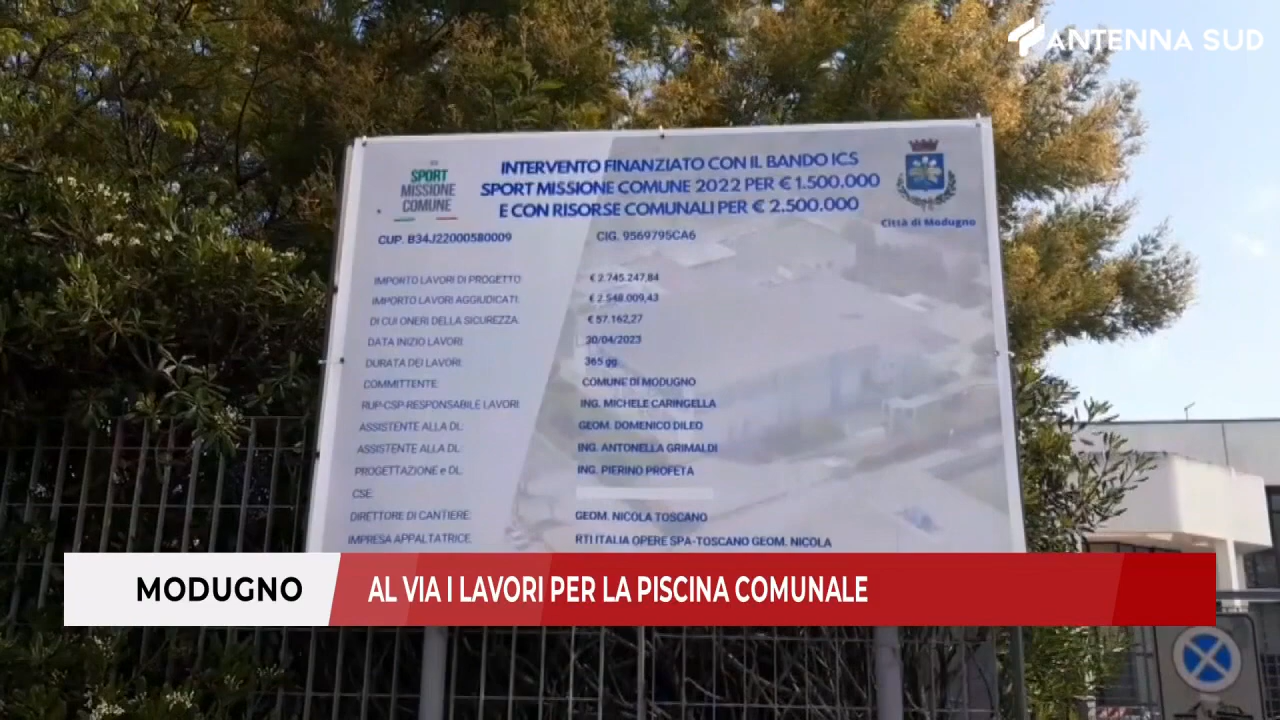 ANTENNA SUD
SPORT
MISSIONE
COMUNE
INTERVENTO FINANZIATO CON IL BANDO ICS
SPORT MISSIONE COMUNE 2022 PER € 1.500.000
E CON RISORSE COMUNALI PER € 2.500.000
Città di Modugno
CUP. B34J22000580009 CIG. 9569795CA6
IMPORTO LAVORI DI PROGETTO: € 2.745.247,84
IMPORTO LAVORI AGGIUDICATI: € 2.548.009,43
DI CUI ONERI DELLA SICUREZZA: € 57.162,27
DATA INIZIO LAVORI: 30/04/2023
DURATA DEI LAVORI: 365 gg
COMMITTENTE: COMUNE DI MODUGNO
RUP-CSP-RESPONSABILE LAVORI: ING. MICHELE CARINGELLA
ASSISTENTE ALLA DL: GEOM. DOMENICO DILEO
ASSISTENTE ALLA DL: ING. ANTONELLA GRIMALDI
PROGETTAZIONE e DL: ING. PIERINO PROFETA
CSE:
DIRETTORE DI CANTIERE: GEOM. NICOLA TOSCANO
IMPRESA APPALTATRICE: RTI ITALIA OPERE SPA-TOSCANO GEOM. NICOLA
MODUGNO AL VIA I LAVORI PER LA PISCINA COMUNALE